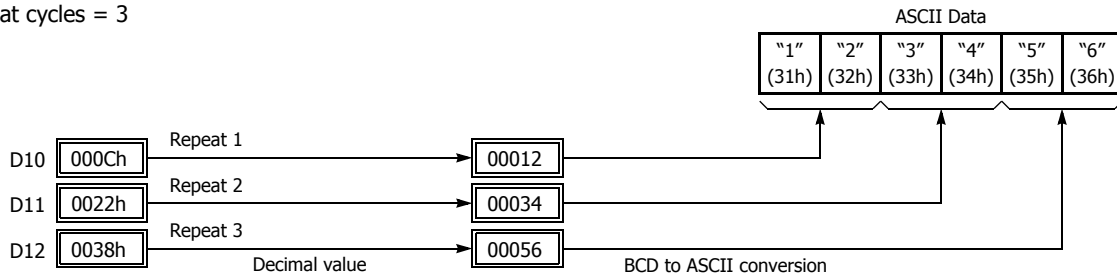 at cycles = 3
ASCII Data
“1” “2” “3” “4” “5” “6”
(31h) (32h) (33h) (34h) (35h) (36h)
D10 000Ch Repeat 1 00012
D11 0022h Repeat 2 00034
D12 0038h Repeat 3 00056
Decimal value BCD to ASCII conversion